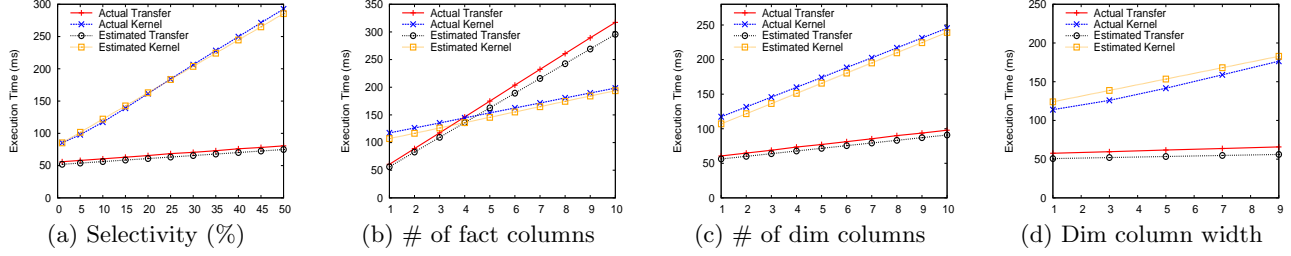 Execution Time (ms)
300
250
200
150
100
50
0
Actual Transfer
Actual Kernel
Estimated Transfer
Estimated Kernel
0 5 10 15 20 25 30 35 40 45 50
(a) Selectivity (%)
Execution Time (ms)
350
300
250
200
150
100
50
0
Actual Transfer
Actual Kernel
Estimated Transfer
Estimated Kernel
1 2 3 4 5 6 7 8 9 10
(b) # of fact columns
Execution Time (ms)
250
200
150
100
50
0
Actual Transfer
Actual Kernel
Estimated Transfer
Estimated Kernel
1 2 3 4 5 6 7 8 9 10
(c) # of dim columns
Execution Time (ms)
200
150
100
50
0
Actual Transfer
Actual Kernel
Estimated Transfer
Estimated Kernel
1 2 3 4 5 6 7 8 9
(d) Dim column width